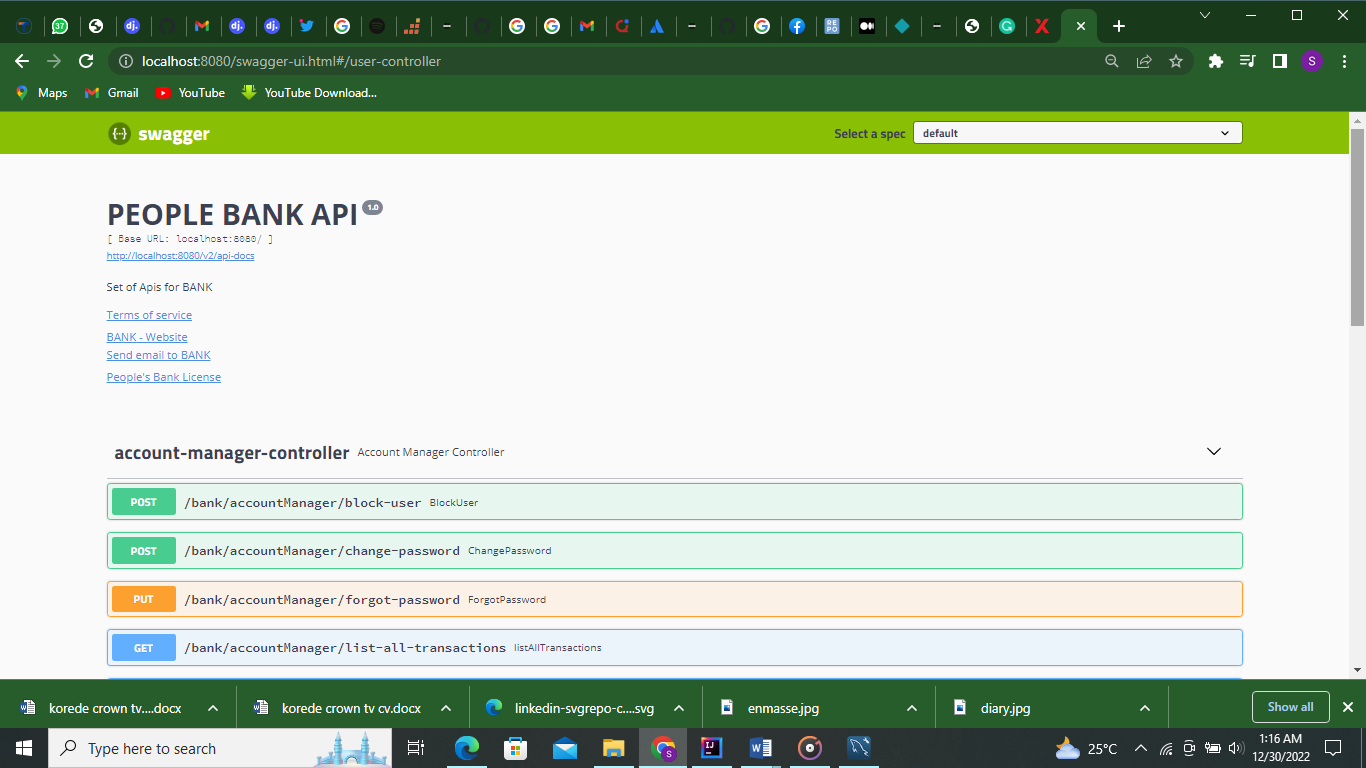 37
localhost:8080/swagger-ui.html#/user-controller
S
Maps Gmail YouTube YouTube Download...
{...} swagger Select a spec default
PEOPLE BANK API 1.0
[ Base URL: localhost:8080/ ]
http://localhost:8080/v2/api-docs
Set of Apis for BANK
Terms of service
BANK - Website
Send email to BANK
People's Bank License
account-manager-controller Account Manager Controller
POST /bank/accountManager/block-user BlockUser
POST /bank/accountManager/change-password ChangePassword
PUT /bank/accountManager/forgot-password ForgotPassword
GET /bank/accountManager/list-all-transactions listAllTransactions
korede crown tv....docx korede crown tv cv.docx linkedin-svgrepo-c....svg enmasse.jpg diary.jpg Show all
Type here to search 25°C 1:16 AM
12/30/2022